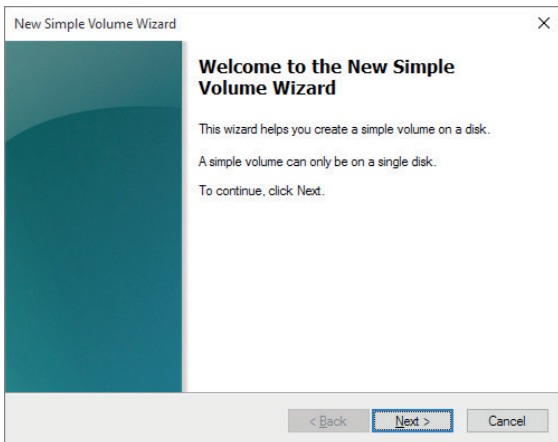 New Simple Volume Wizard
Welcome to the New Simple
Volume Wizard
This wizard helps you create a simple volume on a disk.
A simple volume can only be on a single disk.
To continue, click Next.
< Back Next > Cancel